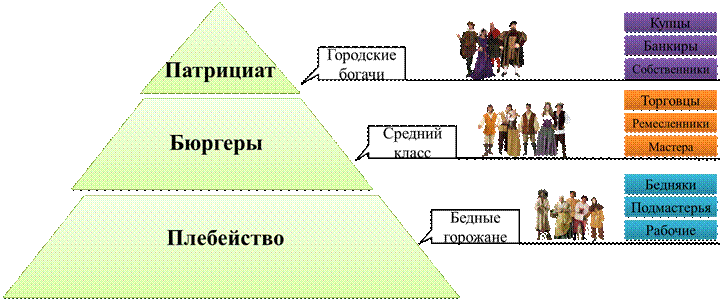 Патрициат
Городские
богачи
Купцы
Банкиры
Собственники
Бюргеры
Средний
класс
Торговцы
Ремесленники
Мастера
Плебейство
Бедные
горожане
Бедняки
Подмастерья
Рабочие